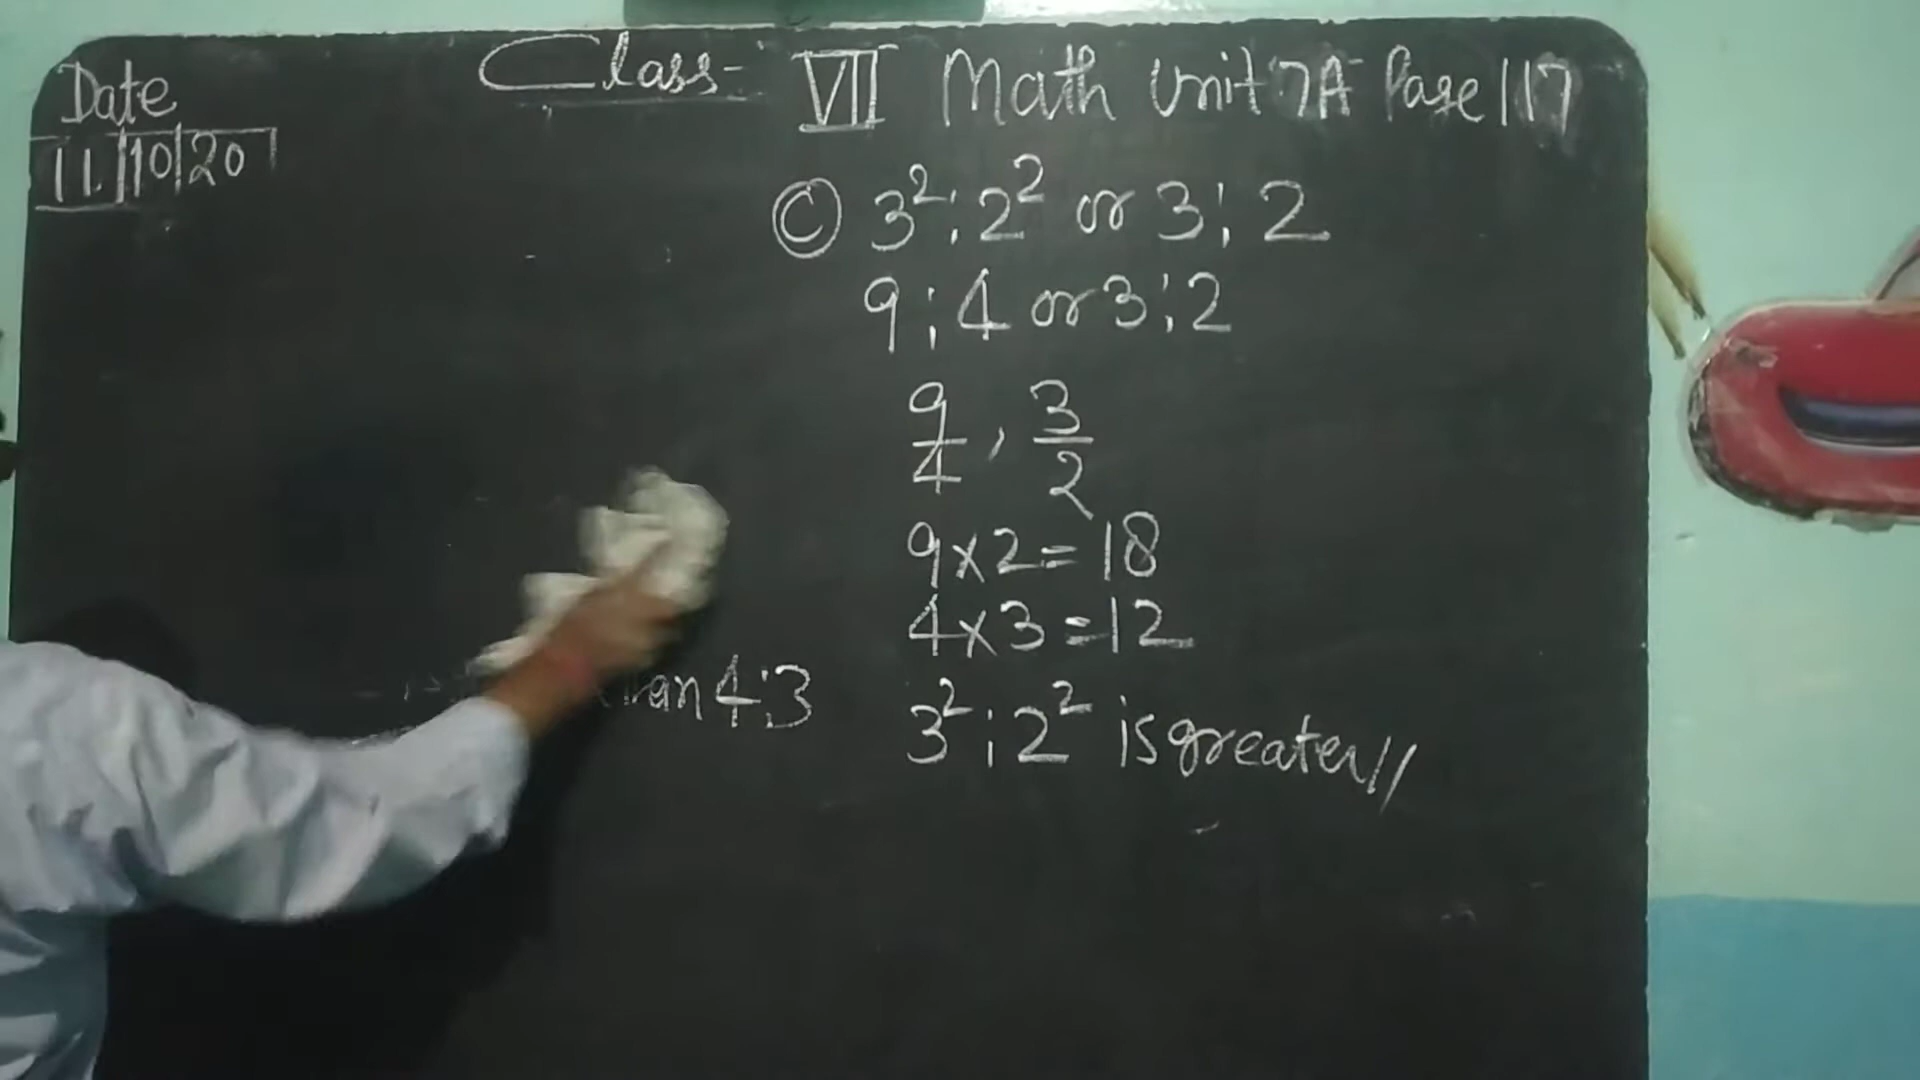 Date
11/10/20
Class- VII Math Unit 7A Page 117
Ⓒ 3²:2² or 3:2
9:4 or 3:2
9/4, 3/2
9x2=18
4x3=12
than 4:3
3²:2² is greater//